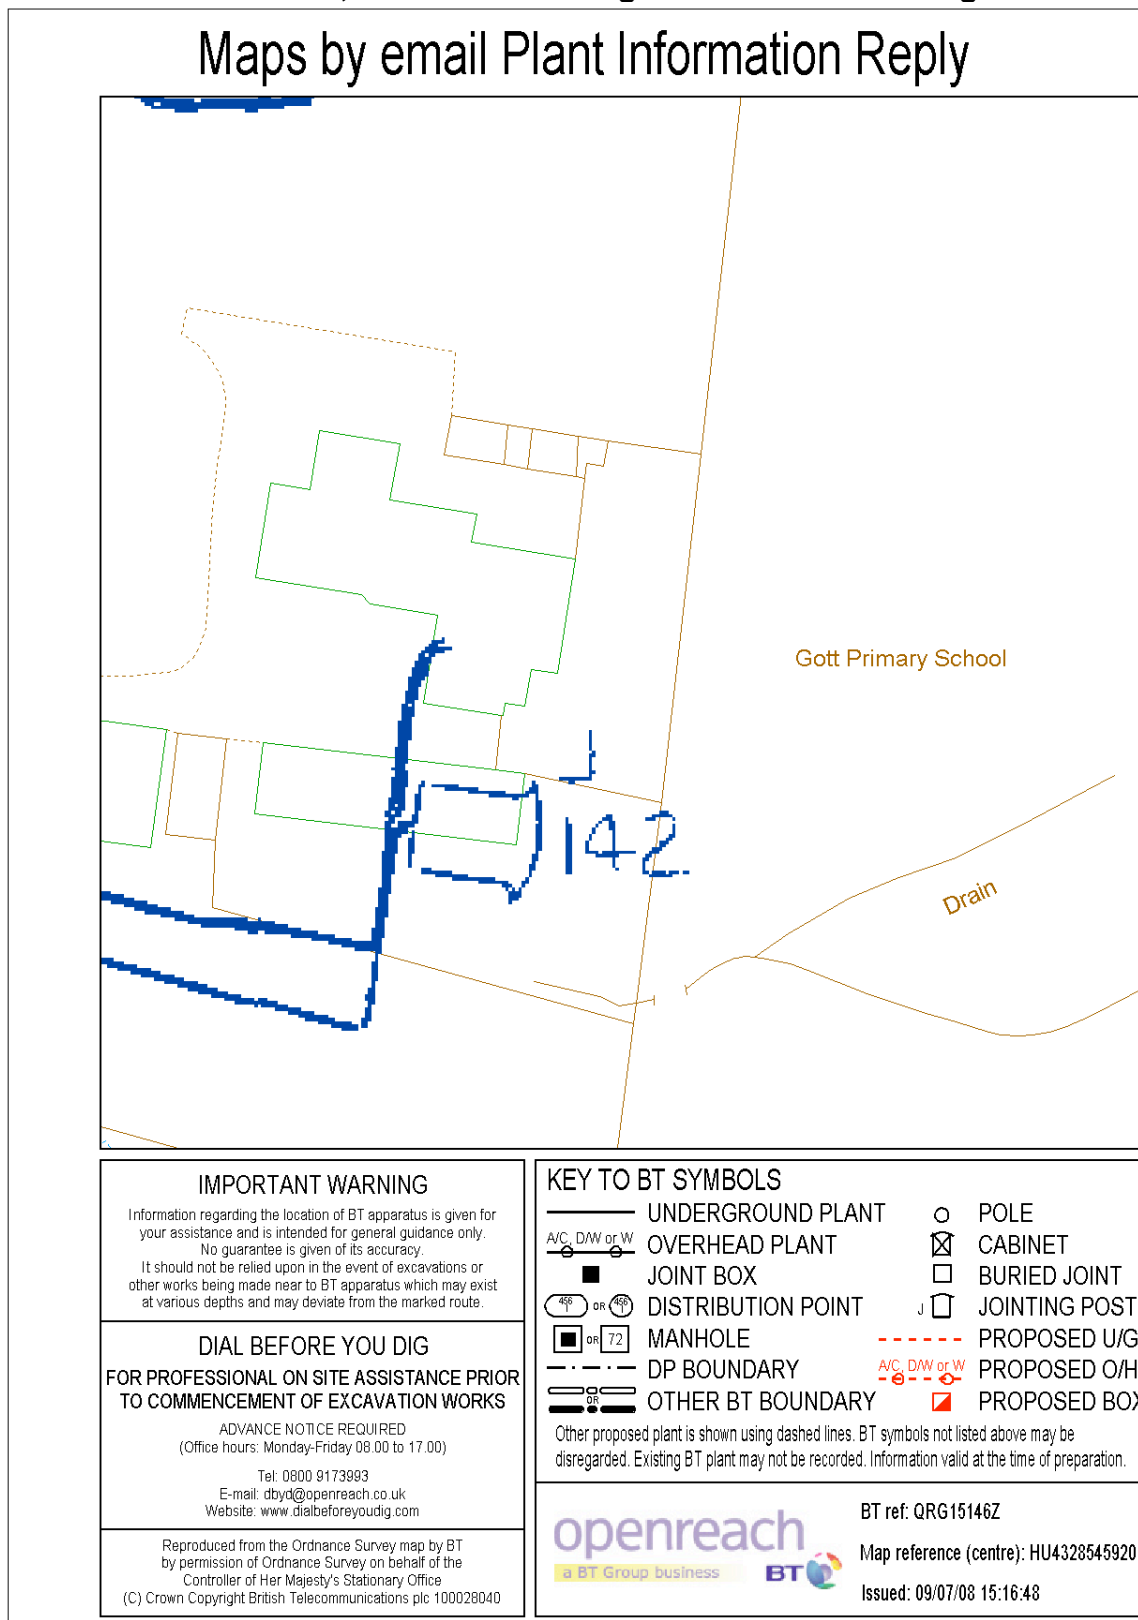 Maps by email Plant Information Reply
Gott Primary School
J
142
Drain
IMPORTANT WARNING
Information regarding the location of BT apparatus is given for
your assistance and is intended for general guidance only.
No guarantee is given of its accuracy.
It should not be relied upon in the event of excavations or
other works being made near to BT apparatus which may exist
at various depths and may deviate from the marked route.
DIAL BEFORE YOU DIG
FOR PROFESSIONAL ON SITE ASSISTANCE PRIOR
TO COMMENCEMENT OF EXCAVATION WORKS
ADVANCE NOTICE REQUIRED
(Office hours: Monday-Friday 08.00 to 17.00)
Tel: 0800 9173993
E-mail: dbyd@openreach.co.uk
Website: www.dialbeforeyoudig.com
Reproduced from the Ordnance Survey map by BT
by permission of Ordnance Survey on behalf of the
Controller of Her Majesty's Stationary Office
(C) Crown Copyright British Telecommunications plc 100028040
KEY TO BT SYMBOLS
UNDERGROUND PLANT
A/C, D/W or W OVERHEAD PLANT
JOINT BOX
456 1 OR 456 1 DISTRIBUTION POINT
OR 72 MANHOLE
DP BOUNDARY
OR OTHER BT BOUNDARY
POLE
CABINET
BURIED JOINT
J JOINTING POST
PROPOSED U/G
A/C, D/W or W PROPOSED O/H
PROPOSED BOX
Other proposed plant is shown using dashed lines. BT symbols not listed above may be
disregarded. Existing BT plant may not be recorded. Information valid at the time of preparation.
openreach
a BT Group business
BT
BT ref: QRG15146Z
Map reference (centre): HU4328545920
Issued: 09/07/08 15:16:48